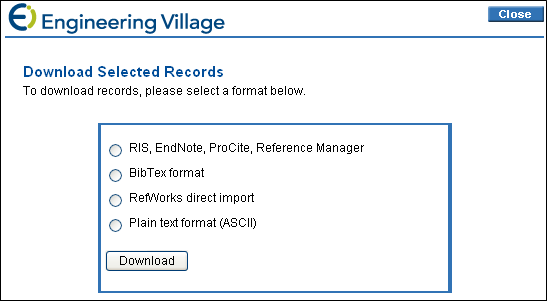 Engineering Village
Close
Download Selected Records
To download records, please select a format below.
RIS, EndNote, ProCite, Reference Manager
BibTex format
RefWorks direct import
Plain text format (ASCII)
Download